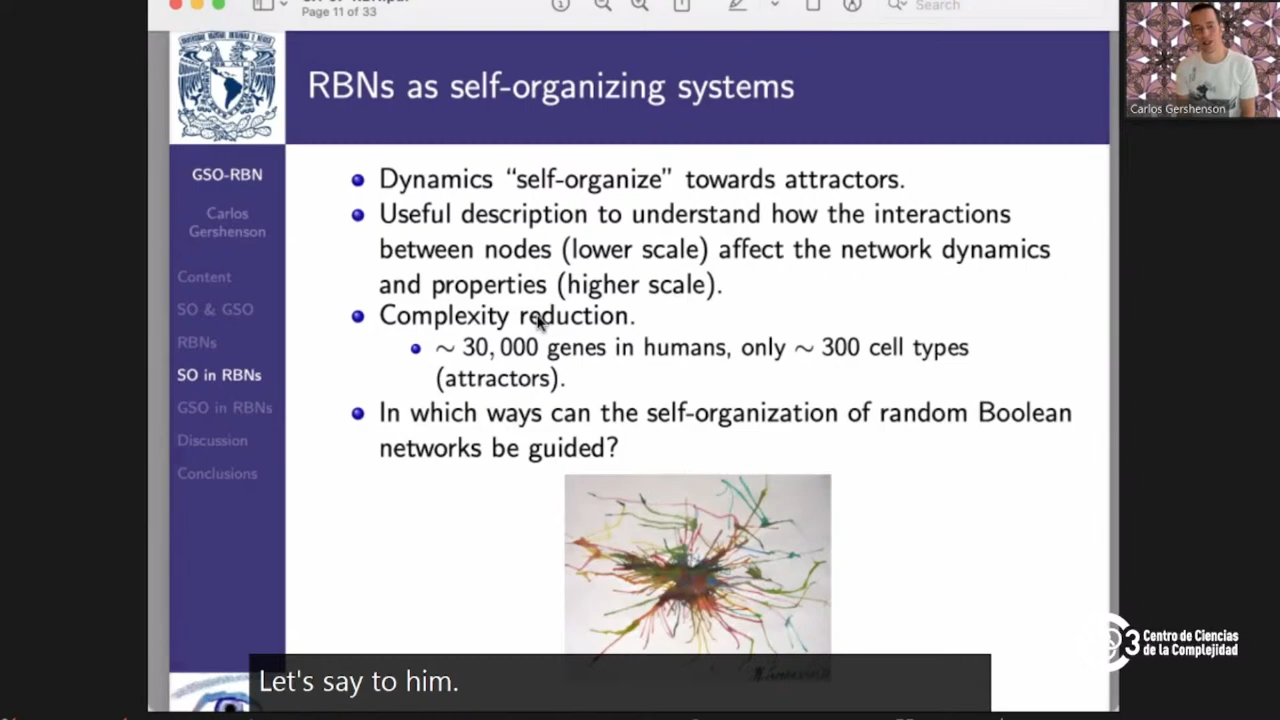 Page 11 of 33
Search
Carlos Gershenson
RBNs as self-organizing systems
GSO-RBN
Carlos
Gershenson
Content
SO & GSO
RBNs
SO in RBNs
GSO in RBNs
Discussion
Conclusions
Dynamics “self-organize” towards attractors.
Useful description to understand how the interactions
between nodes (lower scale) affect the network dynamics
and properties (higher scale).
Complexity reduction.
∼ 30,000 genes in humans, only ∼ 300 cell types
(attractors).
In which ways can the self-organization of random Boolean
networks be guided?
Let's say to him.
3 Centro de Ciencias
de la Complejidad